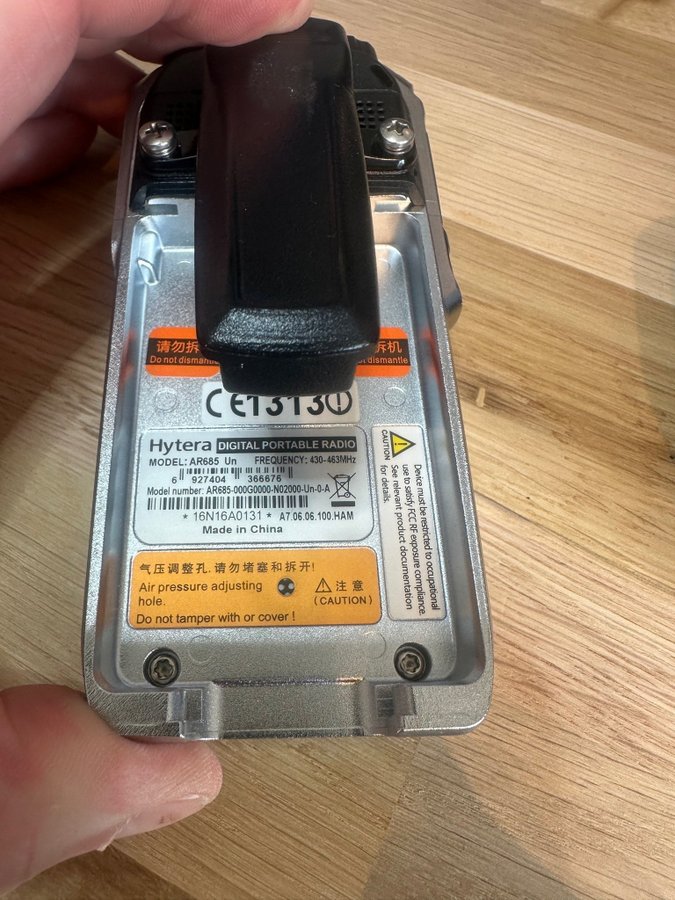 请勿拆 拆机
Do not dismantle
CE1313
Hytera DIGITAL PORTABLE RADIO
MODEL: AR685 Un FREQUENCY: 430-463MHz
6 927404 366676
Model number: AR685-000G0000-N02000-Un-0-A
* 16N16A0131 * A7.06.06.100.HAM
Made in China
CAUTION
Device must be restricted to occupational
use to satisfy FCC RF exposure compliance.
See relevant product documentation
for details.
气压调整孔,请勿堵塞和拆开!
Air pressure adjusting
hole.
注 意
(CAUTION)
Do not tamper with or cover !